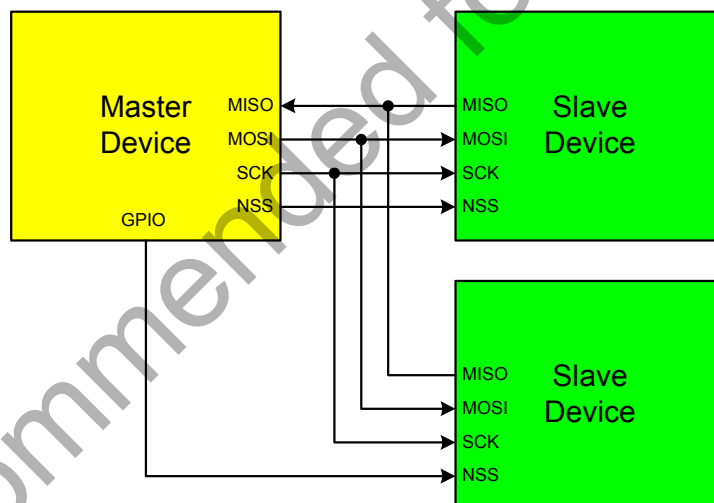 Master
Device
MISO
MOSI
SCK
NSS
GPIO
MISO
MOSI
SCK
NSS
Slave
Device
MISO
MOSI
SCK
NSS
Slave
Device